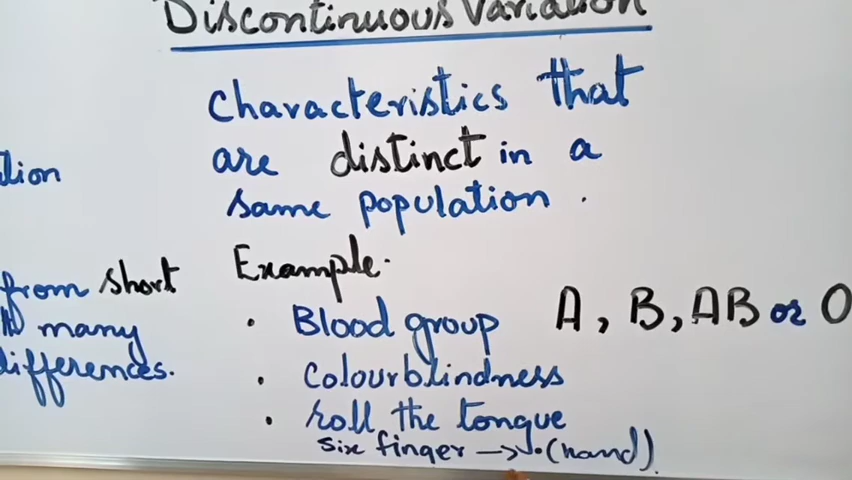 Discontinuous Variation
Characteristics that
are distinct in a
same population.
Example.
• Blood group A, B, AB or O
• Colourblindness
• roll the tongue
six finger → •(hand).
tion
from short
many
differences.